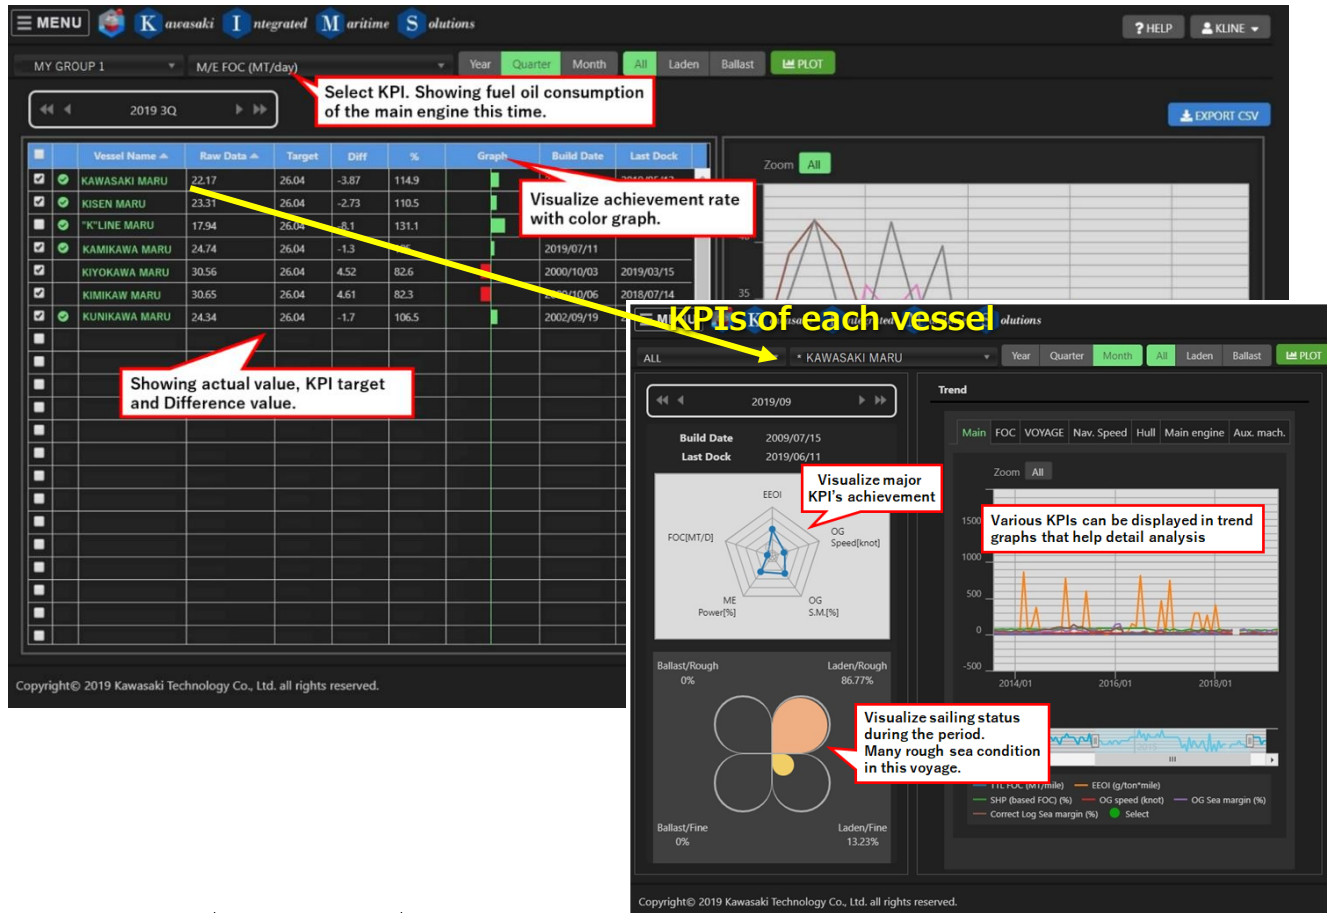 MENU Kawasaki Integrated Maritime Solutions ? HELP KLINE
MY GROUP 1 M/E FOC (MT/day) Year Quarter Month All Laden Ballast PLOT
Select KPI. Showing fuel oil consumption
of the main engine this time.
2019 3Q
EXPORT CSV
Vessel Name Raw Data Target Diff % Graph Build Date Last Dock
KAWASAKI MARU 22.17 26.04 -3.87 114.9
KISEN MARU 23.31 26.04 -2.73 110.5
"K"LINE MARU 17.94 26.04 -8.1 131.1
KAMIKAWA MARU 24.74 26.04 -1.3 2019/07/11
KIYOKAWA MARU 30.56 26.04 4.52 82.6 2000/10/03 2019/03/15
KIMIKAW MARU 30.65 26.04 4.61 82.3 2018/07/14
KUNIKAWA MARU 24.34 26.04 -1.7 106.5 2002/09/19
Visualize achievement rate
with color graph.
Showing actual value, KPI target
and Difference value.
Zoom All
35
Copyright© 2019 Kawasaki Technology Co., Ltd. all rights reserved.
KPIs of each vessel
olutions
ALL * KAWASAKI MARU Year Quarter Month All Laden Ballast PLOT
2019/09
Build Date 2009/07/15
Last Dock 2019/06/11
Visualize major
KPI's achievement
EEOI
FOC[MT/D]
OG
Speed[knot]
ME
Power[%]
OG
S.M.[%]
Ballast/Rough
0%
Laden/Rough
86.77%
Visualize sailing status
during the period.
Many rough sea condition
in this voyage.
Ballast/Fine
0%
Laden/Fine
13.23%
Trend
Main FOC VOYAGE Nav. Speed Hull Main engine Aux. mach.
Zoom All
Various KPIs can be displayed in trend
graphs that help detail analysis
1500
1000
500
0
-500
2014/01 2016/01 2018/01
TTL FOC (MT/mile) EEOI (g/ton*mile)
SHP (based FOC) (%) OG speed (knot) OG Sea margin (%)
Correct Log Sea margin (%) Select
Copyright© 2019 Kawasaki Technology Co., Ltd. all rights reserved.